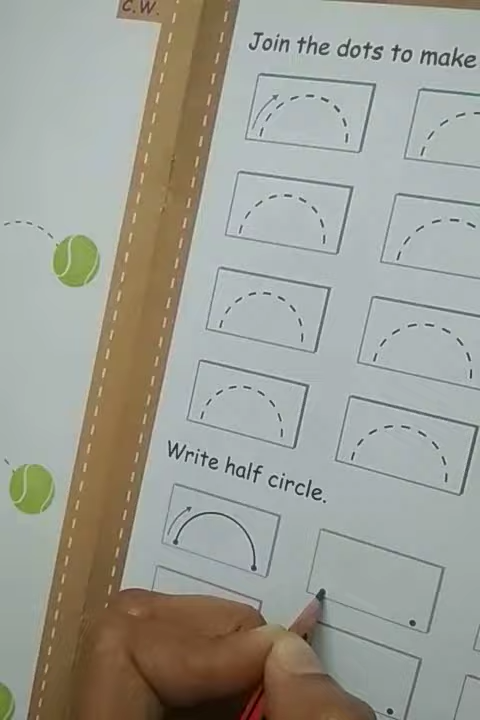 C.W.
Join the dots to make
Write half circle.